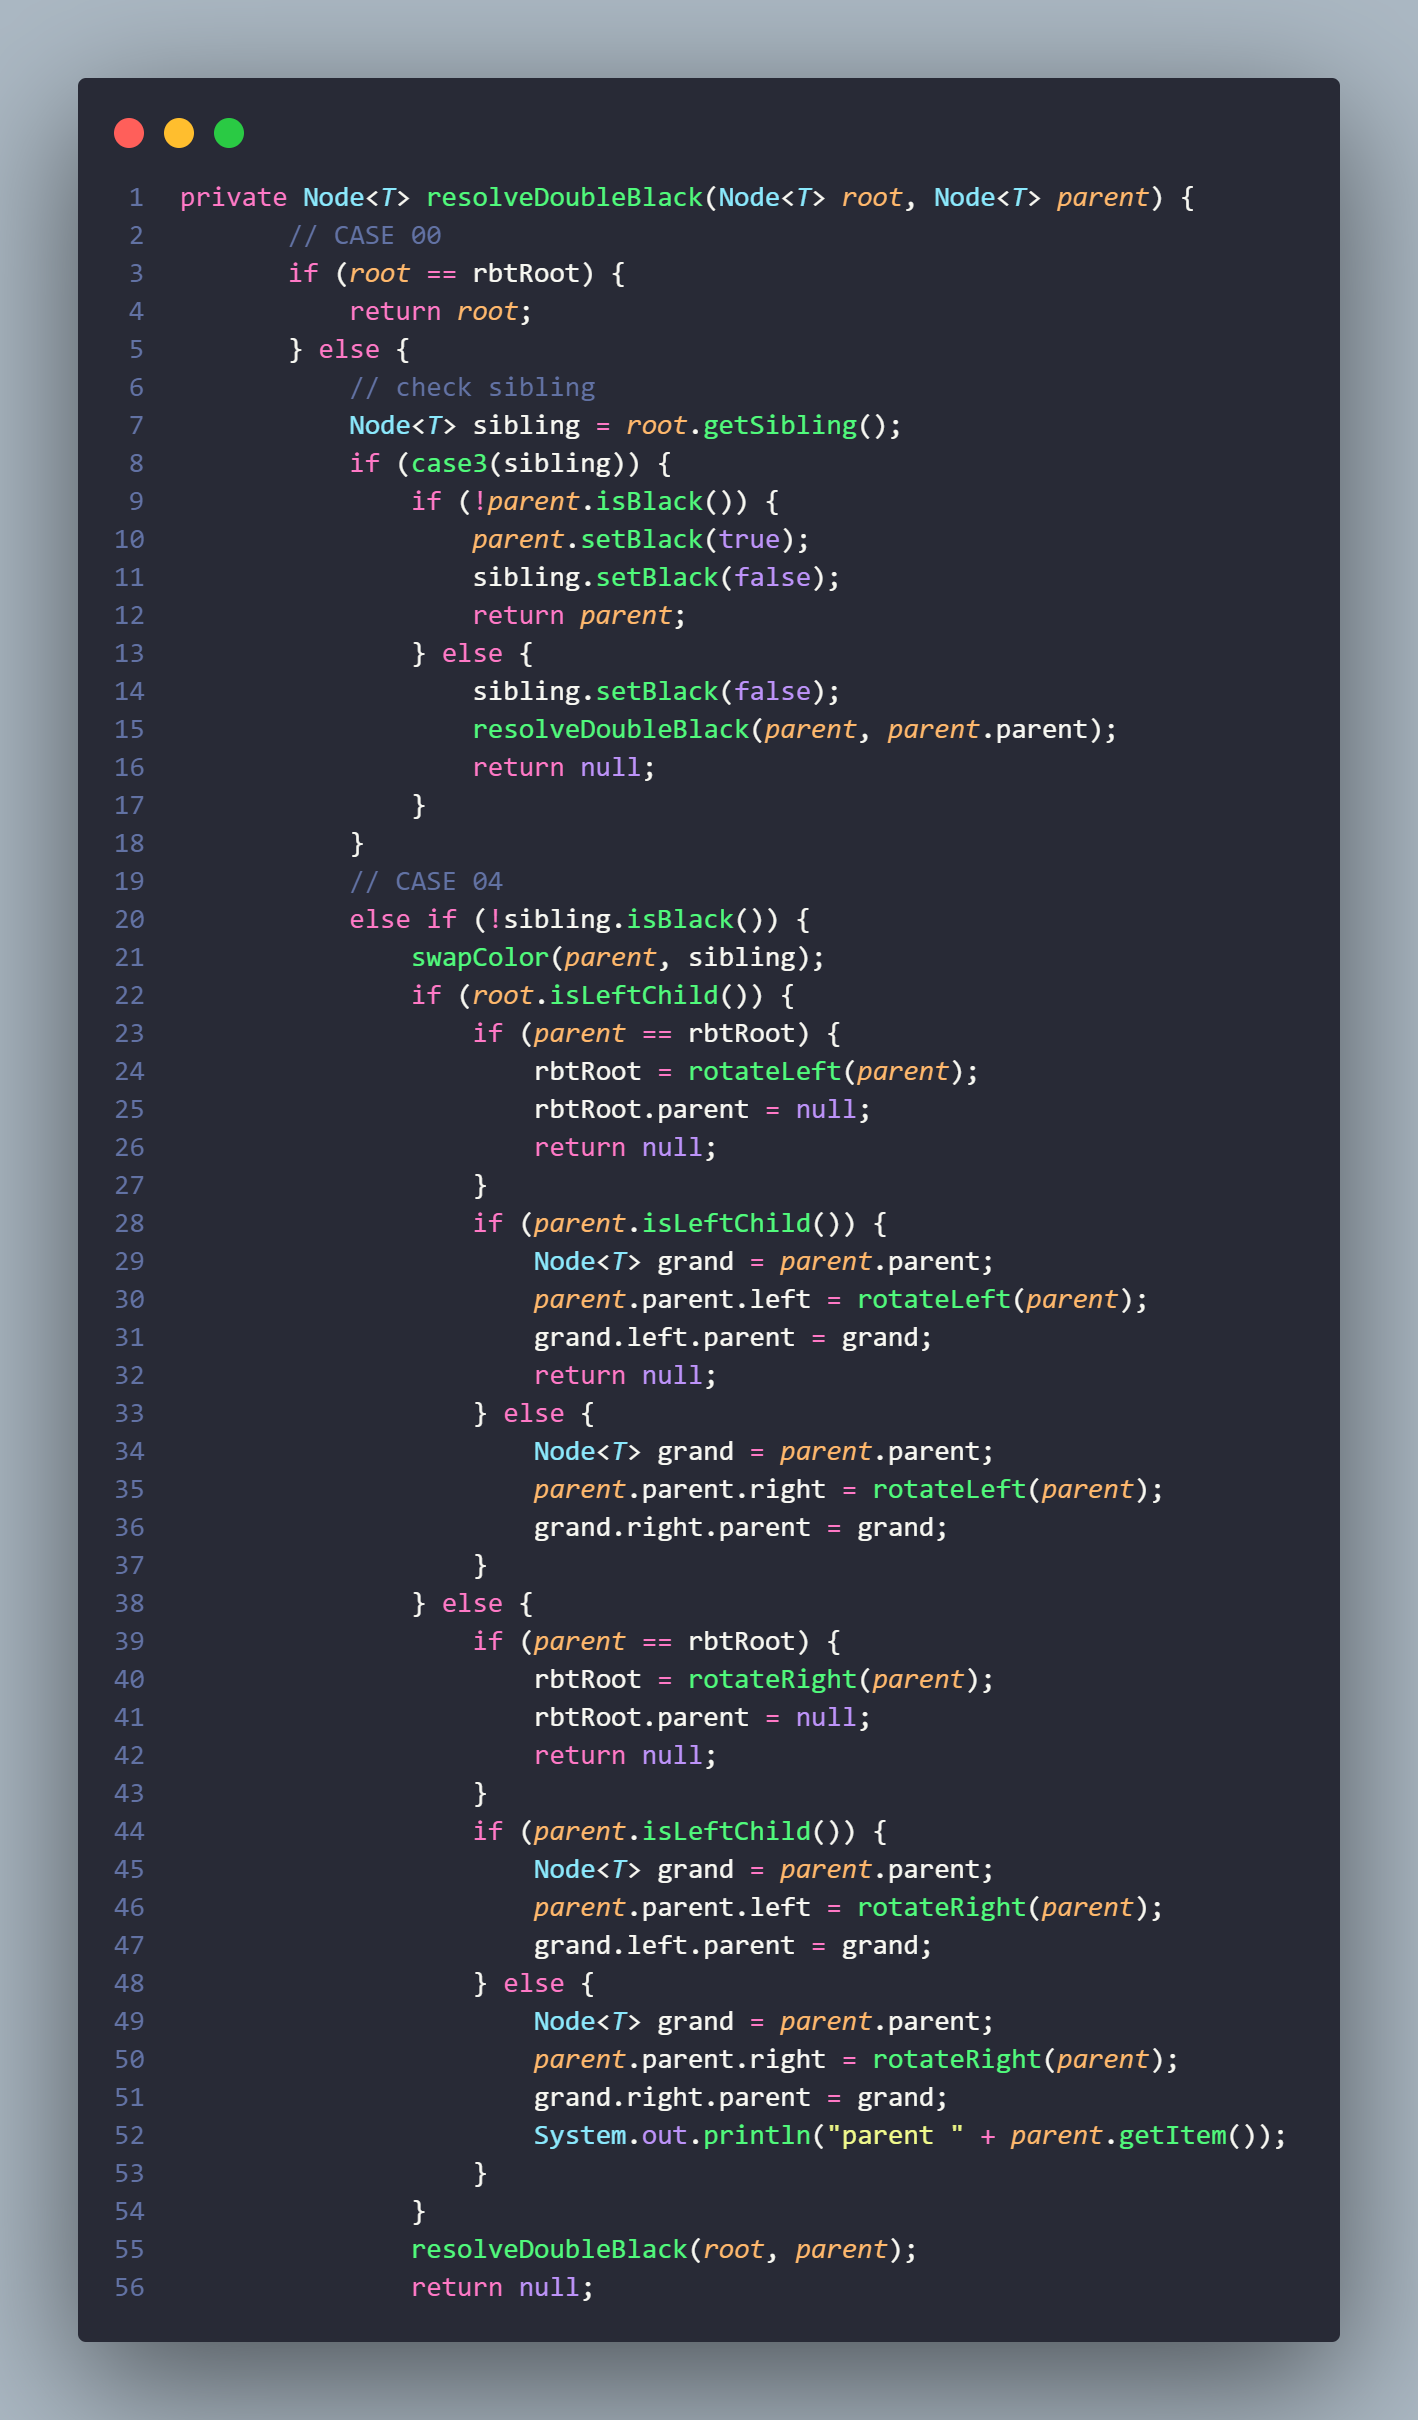 1 private Node<T> resolveDoubleBlack(Node<T> root, Node<T> parent) {
2 // CASE 00
3 if (root == rbtRoot) {
4 return root;
5 } else {
6 // check sibling
7 Node<T> sibling = root.getSibling();
8 if (case3(sibling)) {
9 if (!parent.isBlack()) {
10 parent.setBlack(true);
11 sibling.setBlack(false);
12 return parent;
13 } else {
14 sibling.setBlack(false);
15 resolveDoubleBlack(parent, parent.parent);
16 return null;
17 }
18 }
19 // CASE 04
20 else if (!sibling.isBlack()) {
21 swapColor(parent, sibling);
22 if (root.isLeftChild()) {
23 if (parent == rbtRoot) {
24 rbtRoot = rotateLeft(parent);
25 rbtRoot.parent = null;
26 return null;
27 }
28 if (parent.isLeftChild()) {
29 Node<T> grand = parent.parent;
30 parent.parent.left = rotateLeft(parent);
31 grand.left.parent = grand;
32 return null;
33 } else {
34 Node<T> grand = parent.parent;
35 parent.parent.right = rotateLeft(parent);
36 grand.right.parent = grand;
37 }
38 } else {
39 if (parent == rbtRoot) {
40 rbtRoot = rotateRight(parent);
41 rbtRoot.parent = null;
42 return null;
43 }
44 if (parent.isLeftChild()) {
45 Node<T> grand = parent.parent;
46 parent.parent.left = rotateRight(parent);
47 grand.left.parent = grand;
48 } else {
49 Node<T> grand = parent.parent;
50 parent.parent.right = rotateRight(parent);
51 grand.right.parent = grand;
52 System.out.println("parent " + parent.getItem());
53 }
54 }
55 resolveDoubleBlack(root, parent);
56 return null;